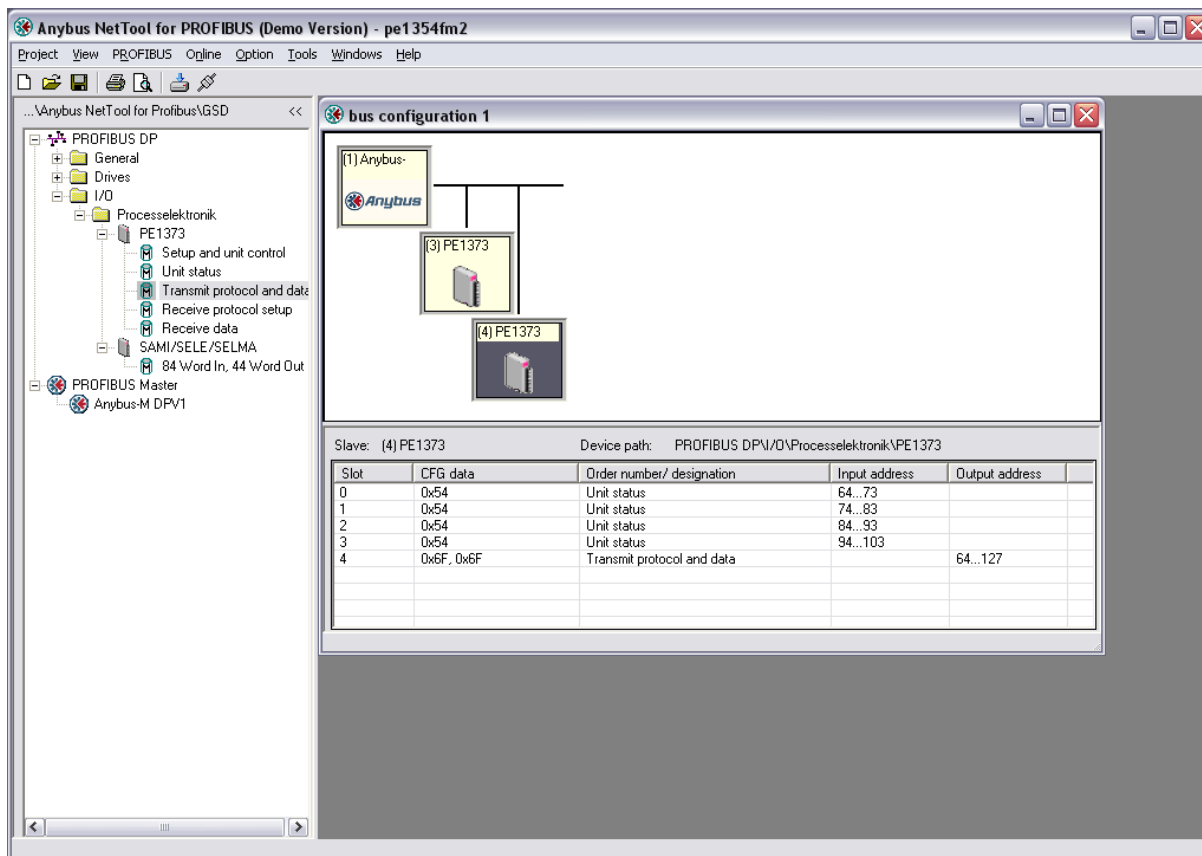 Anybus NetTool for PROFIBUS (Demo Version) - pe1354fm2
Project View PROFIBUS Online Option Tools Windows Help
...\Anybus NetTool for Profibus\GSD <<
PROFIBUS DP
General
Drives
I/O
Processelektronik
PE1373
Setup and unit control
Unit status
Transmit protocol and data
Receive protocol setup
Receive data
SAMI/SELE/SELMA
84 Word In, 44 Word Out
PROFIBUS Master
Anybus-M DPV1
bus configuration 1
(1) Anybus-
Anybus
(3) PE1373
(4) PE1373
Slave: (4) PE1373 Device path: PROFIBUS DP\I/O\Processelektronik\PE1373
Slot CFG data Order number/ designation Input address Output address
0 0x54 Unit status 64...73
1 0x54 Unit status 74...83
2 0x54 Unit status 84...93
3 0x54 Unit status 94...103
4 0x6F, 0x6F Transmit protocol and data 64...127